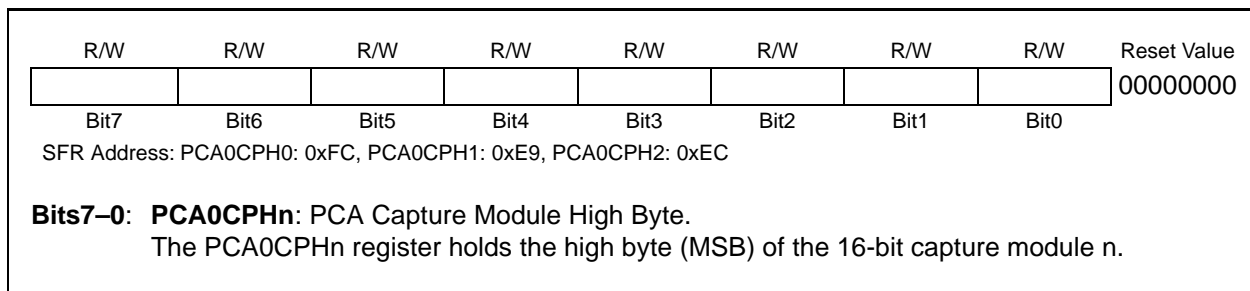 R/W R/W R/W R/W R/W R/W R/W R/W Reset Value
00000000
Bit7 Bit6 Bit5 Bit4 Bit3 Bit2 Bit1 Bit0
SFR Address: PCA0CPH0: 0xFC, PCA0CPH1: 0xE9, PCA0CPH2: 0xEC
Bits7–0: PCA0CPHn: PCA Capture Module High Byte.
The PCA0CPHn register holds the high byte (MSB) of the 16-bit capture module n.